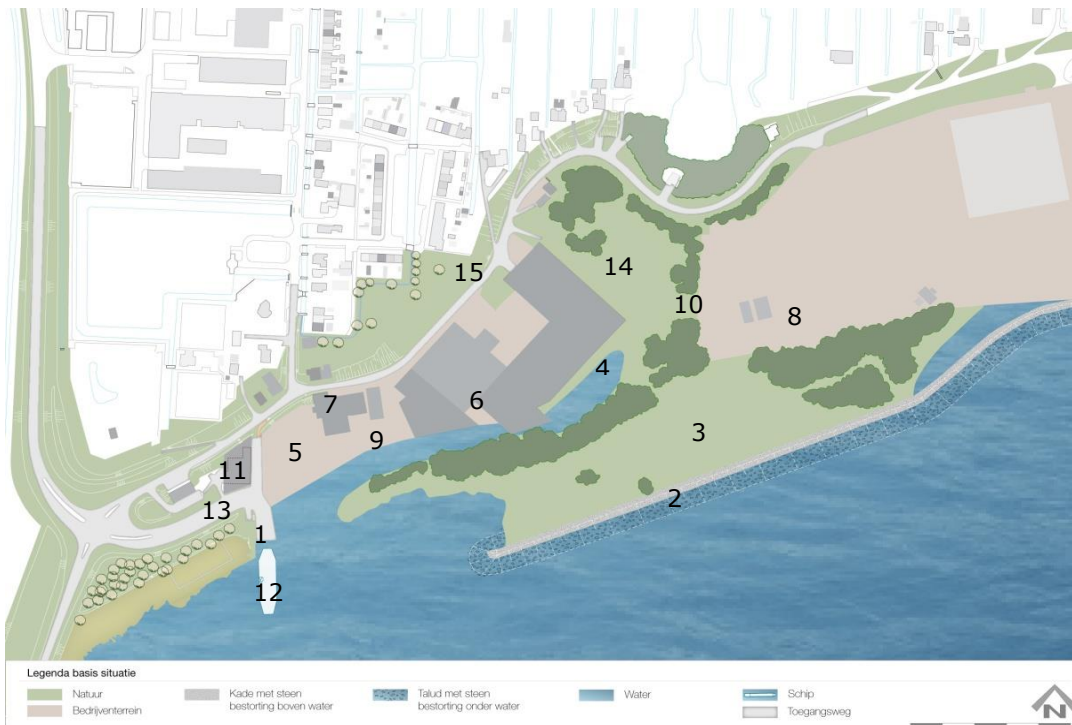 14
15
10
8
4
6
7
3
9
5
11
2
13
1
12
Legenda basis situatie
Natuur
Bedrijventerrein
Kade met steen
bestorting boven water
Talud met steen
bestorting onder water
Water
Schip
Toegangsweg
N